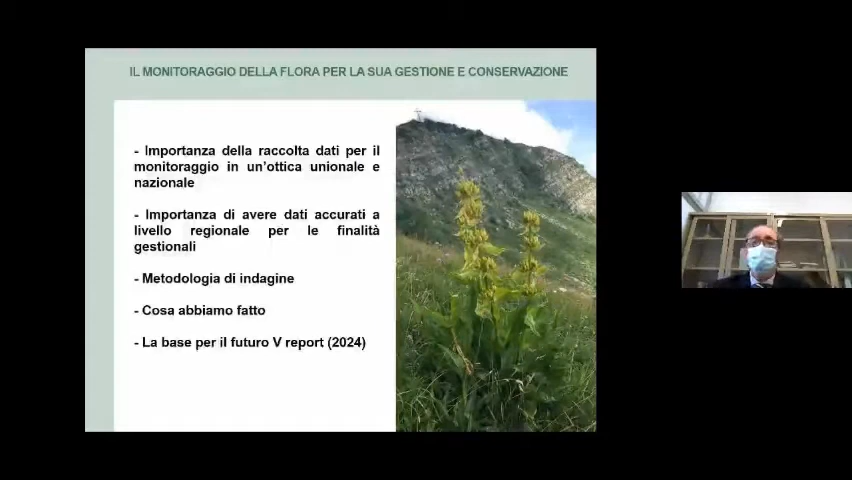 IL MONITORAGGIO DELLA FLORA PER LA SUA GESTIONE E CONSERVAZIONE
- Importanza della raccolta dati per il
monitoraggio in un'ottica unionale e
nazionale
- Importanza di avere dati accurati a
livello regionale per le finalità
gestionali
- Metodologia di indagine
- Cosa abbiamo fatto
- La base per il futuro V report (2024)